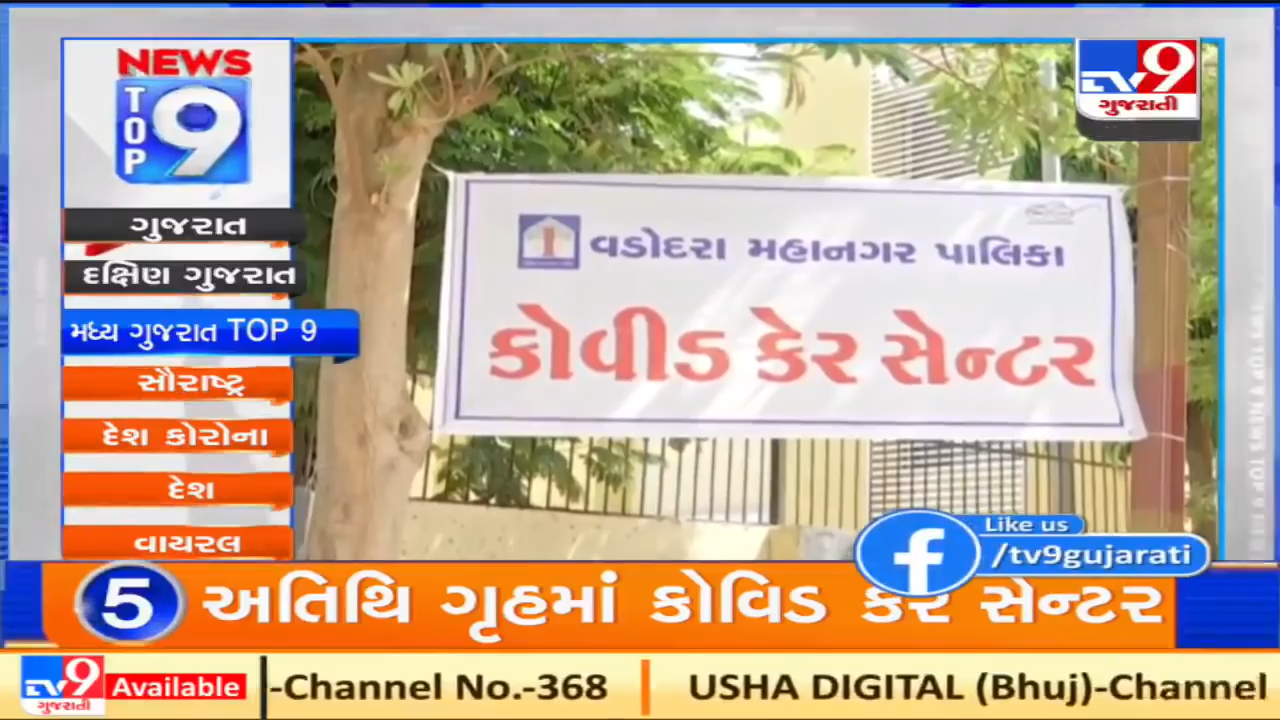 NEWS
TOP 9
TV9
ગુજરાતી
ગુજરાત
દક્ષિણ ગુજરાત
મધ્ય ગુજરાત TOP 9
સૌરાષ્ટ્ર
દેશ કોરોના
દેશ
વાયરલ
વડોદરા મહાનગર પાલિકા
કોવીડ કેર સેન્ટર
Like us
/tv9gujarati
5 અતિથિ ગૃહમાં કોવિડ કેર સેન્ટર
TV9 ગુજરાતી Available -Channel No.-368 USHA DIGITAL (Bhuj)-Channel